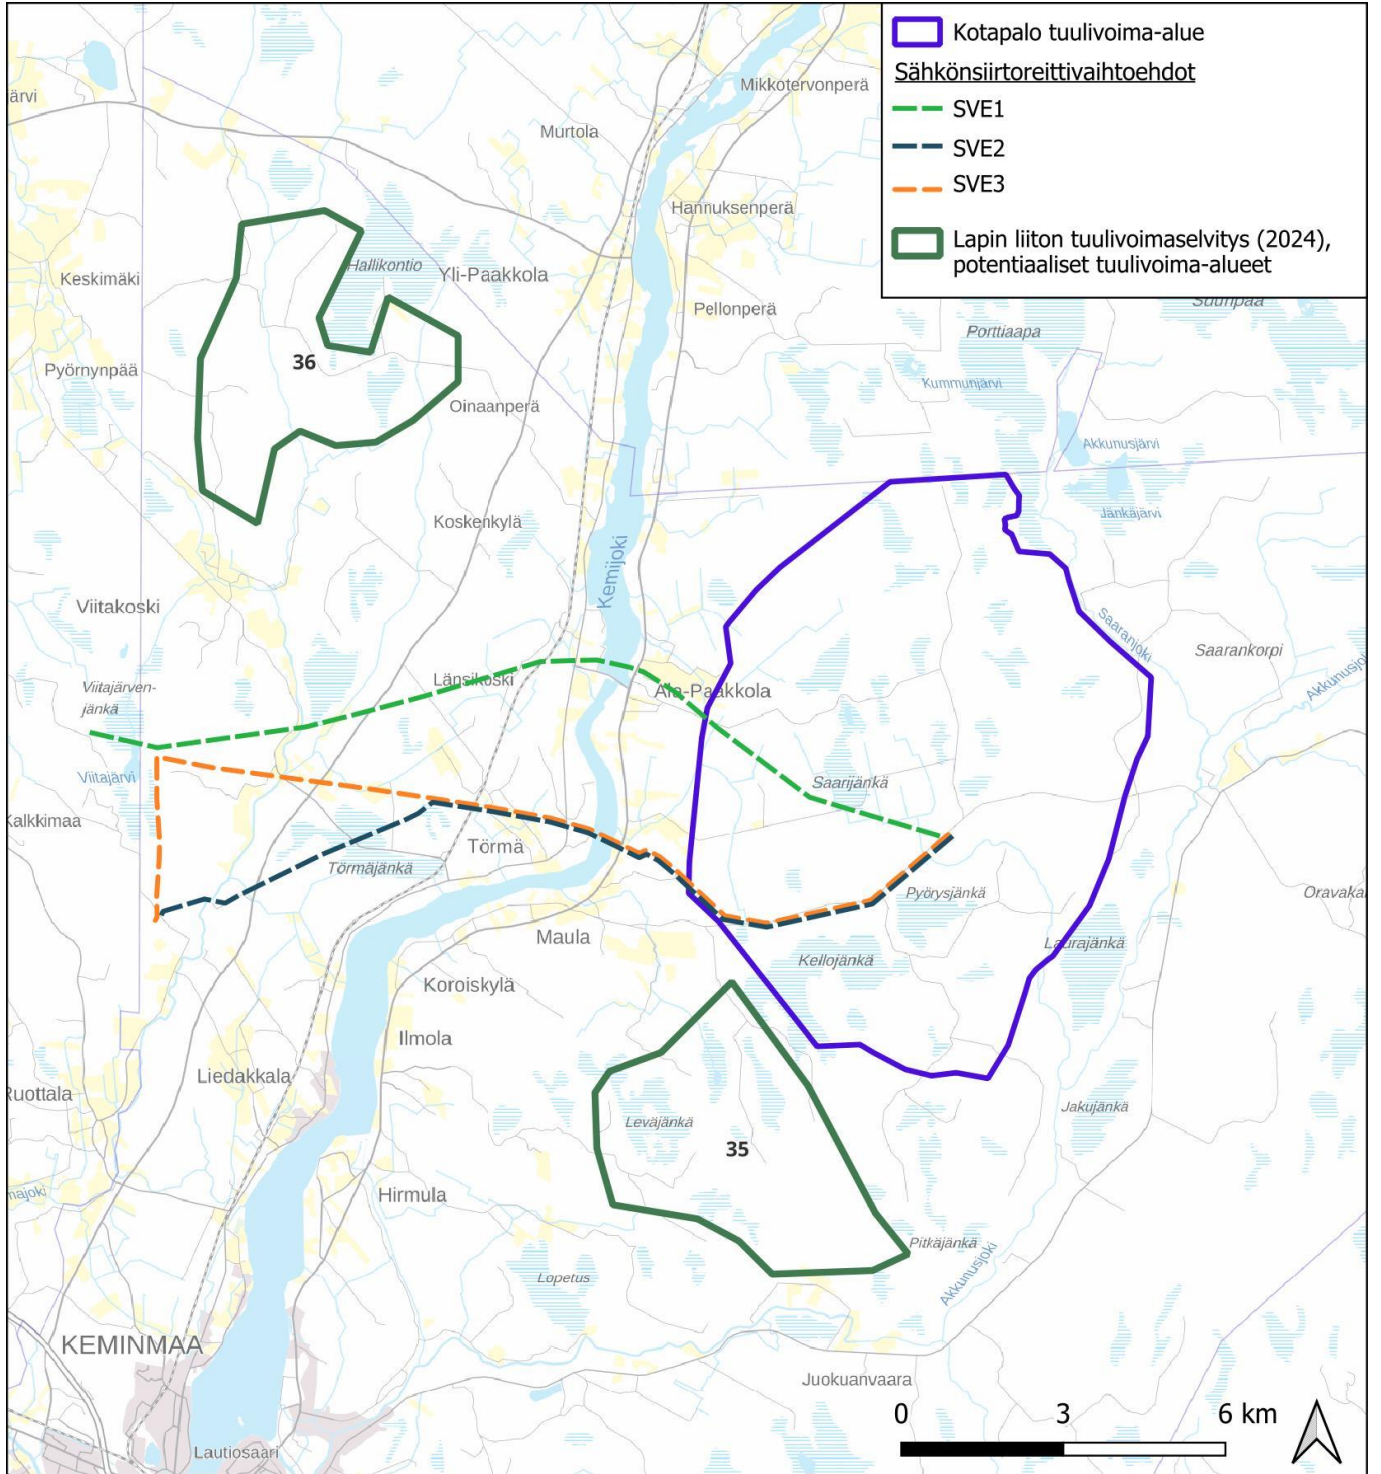 Kotapalo tuulivoima-alue
Sähkönsiirtoreittivaihtoehdot
SVE1
SVE2
SVE3
Lapin liiton tuulivoimaselvitys (2024),
potentiaaliset tuulivoima-alueet
ärvi
Mikkotervonperä
Murtola
Hannuksenperä
Keskimäki
Hallikontio
Yli-Paakkola
Pellonperä
Porttiaapa
36
Pyörnynpää
Kummunjärvi
Oinaanperä
Akkunusjärvi
Jänkäjärvi
Koskenkylä
Kemijoki
Viitakoski
Saaranjoki
Saarankorpi
Akkunusjo
Länsikoski
Viitajärven-
jänkä
Ala-Paakkola
Viitajärvi
Saarijänkä
Kalkkimaa
Törmä
Törmäjänkä
Pyörysjänkä
Oravaka
Maula
Laurajänkä
Kellojänkä
Koroiskylä
Ilmola
Liedakkala
Ruottala
Jakujänkä
Leväjänkä
35
majoki
Hirmula
Pitkäjänkä
Akkunusjoki
Lopetus
KEMINMAA
Juokuanvaara
0 3 6 km
Lautiosaari